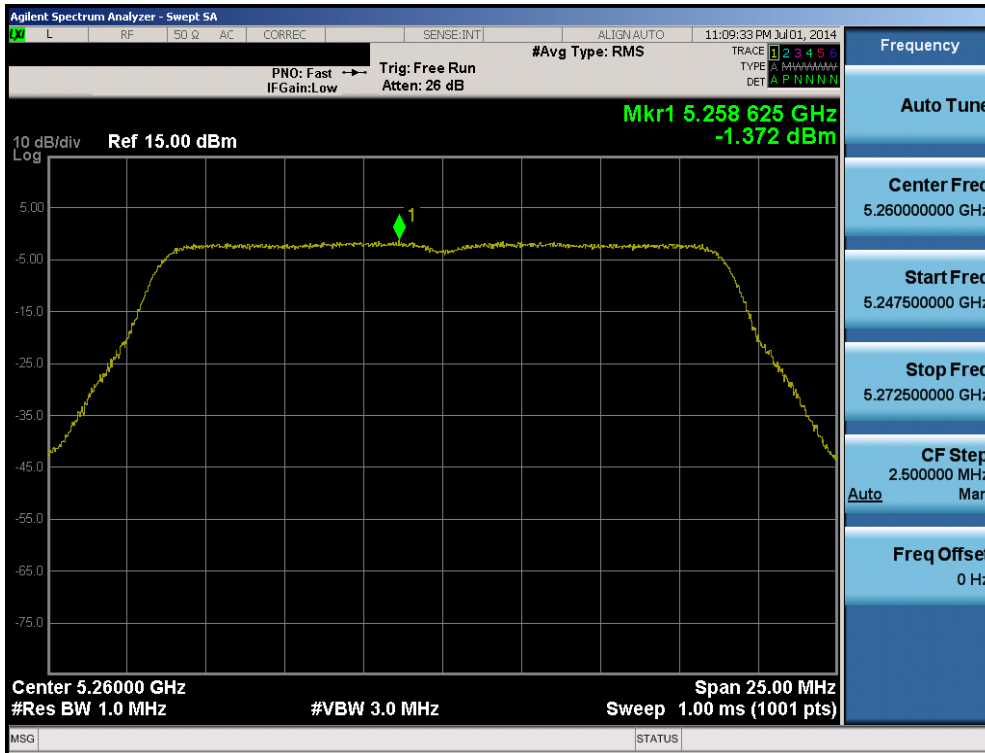 Agilent Spectrum Analyzer - Swept SA
LXI L RF 50 Ω AC CORREC SENSE:INT ALIGN AUTO 11:09:33 PM Jul 01, 2014
#Avg Type: RMS TRACE 1 2 3 4 5 6
PNO: Fast Trig: Free Run TYPE A M W W W W
IFGain:Low Atten: 26 dB DET A P N N N N
Mkr1 5.258 625 GHz
-1.372 dBm
10 dB/div Ref 15.00 dBm
Log
1
5.00
-5.00
-15.0
-25.0
-35.0
-45.0
-55.0
-65.0
-75.0
Center 5.26000 GHz Span 25.00 MHz
#Res BW 1.0 MHz #VBW 3.0 MHz Sweep 1.00 ms (1001 pts)
MSG STATUS
Frequency
Auto Tune
Center Freq
5.260000000 GHz
Start Freq
5.247500000 GHz
Stop Freq
5.272500000 GHz
CF Step
2.500000 MHz
Auto Man
Freq Offset
0 Hz